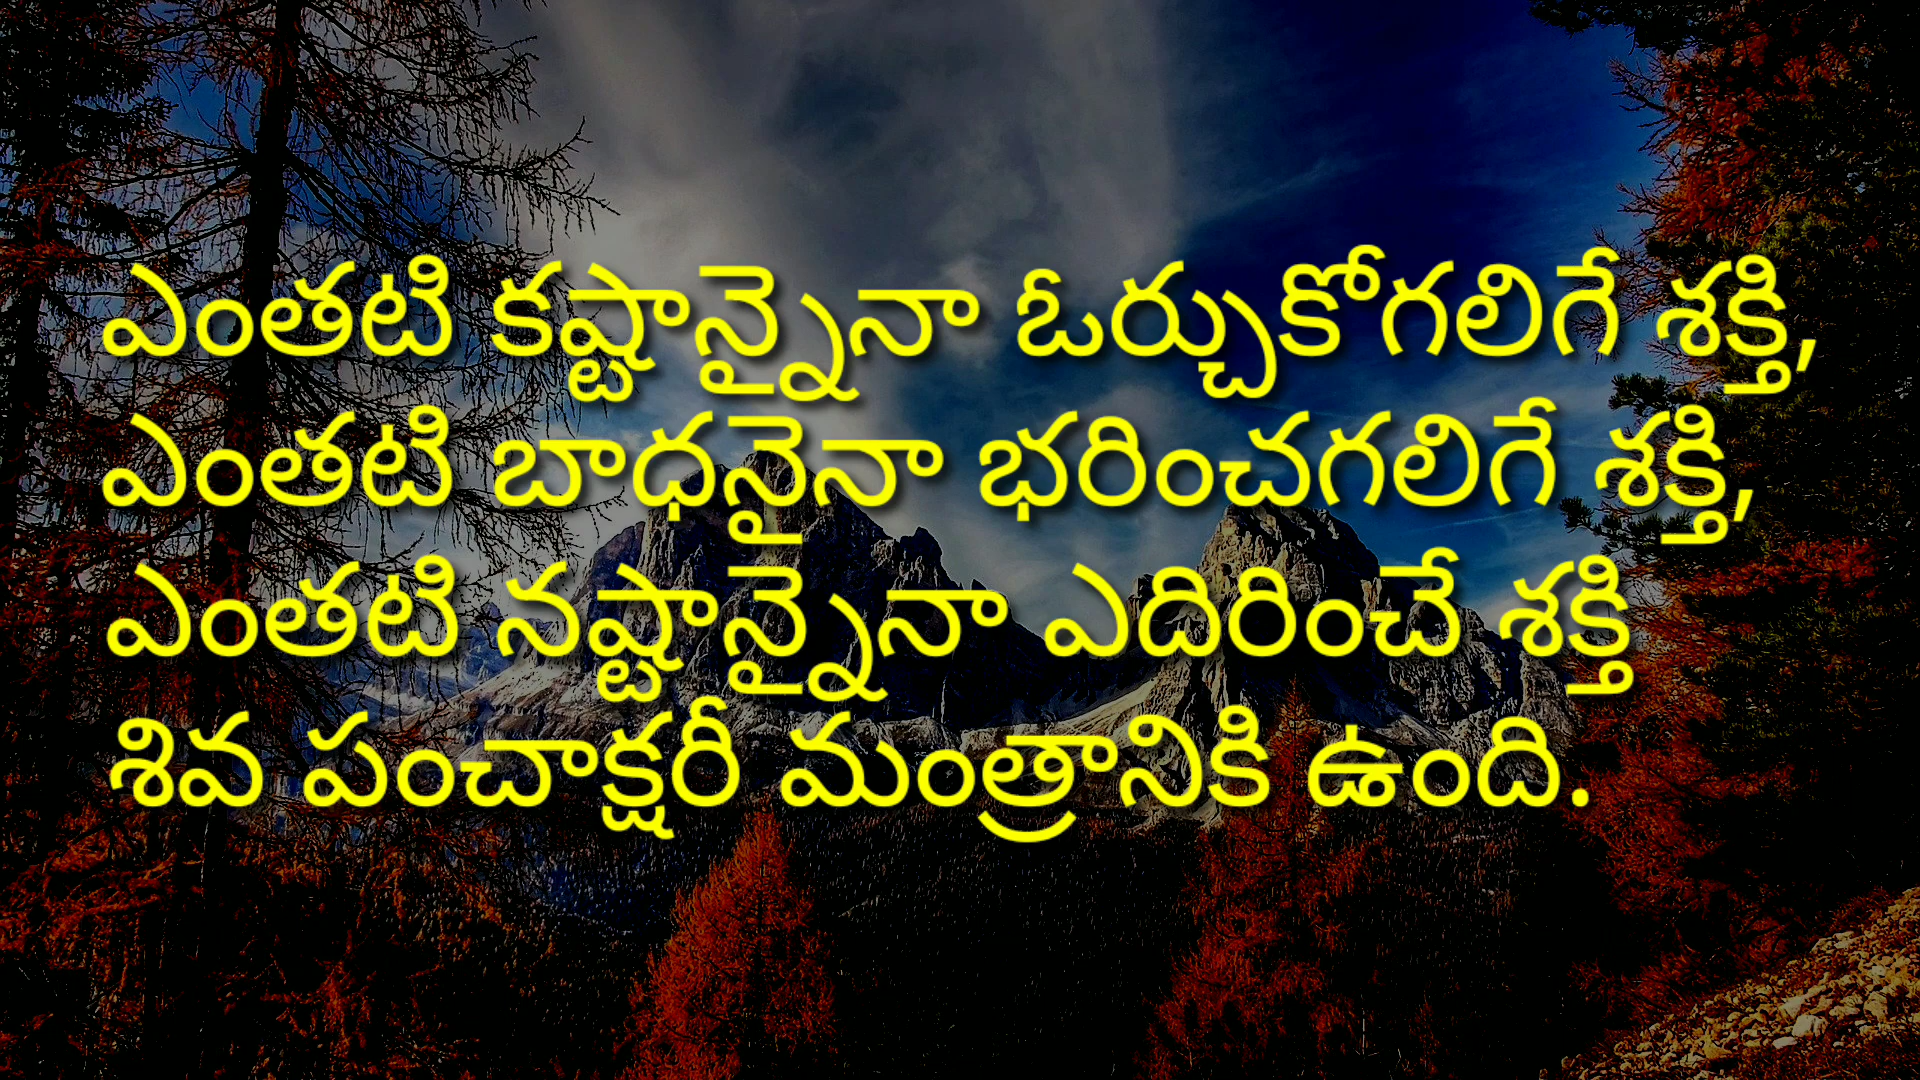 ఎంతటి కష్టాన్నైనా ఓర్చుకోగలిగే శక్తి,
ఎంతటి బాధనైనా భరించగలిగే శక్తి,
ఎంతటి నష్టాన్నైనా ఎదిరించే శక్తి
శివ పంచాక్షరీ మంత్రానికి ఉంది.